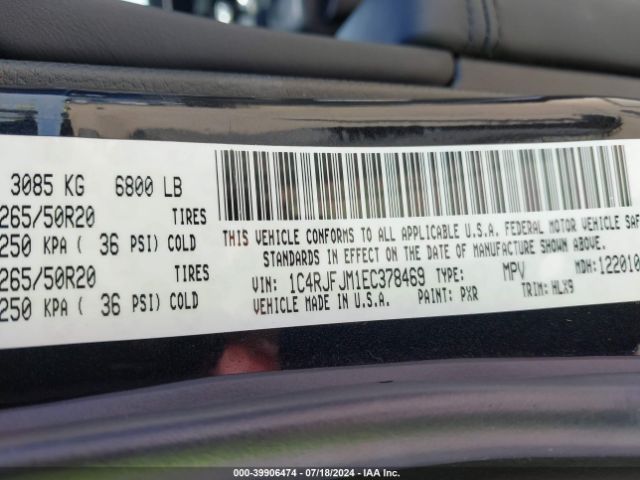 3085 KG 6800 LB
265/50R20 TIRES
250 KPA ( 36 PSI) COLD
265/50R20 TIRES
250 KPA ( 36 PSI) COLD
THIS VEHICLE CONFORMS TO ALL APPLICABLE U.S.A. FEDERAL MOTOR VEHICLE SAF
STANDARDS IN EFFECT ON THE DATE OF MANUFACTURE SHOWN ABOVE.
VIN: 1C4RJFJM1EC378469 TYPE: MPV MDH: 122010
VEHICLE MADE IN U.S.A. PAINT: PXR TRIM: HLX9
000-39906474 - 07/18/2024 - IAA Inc.